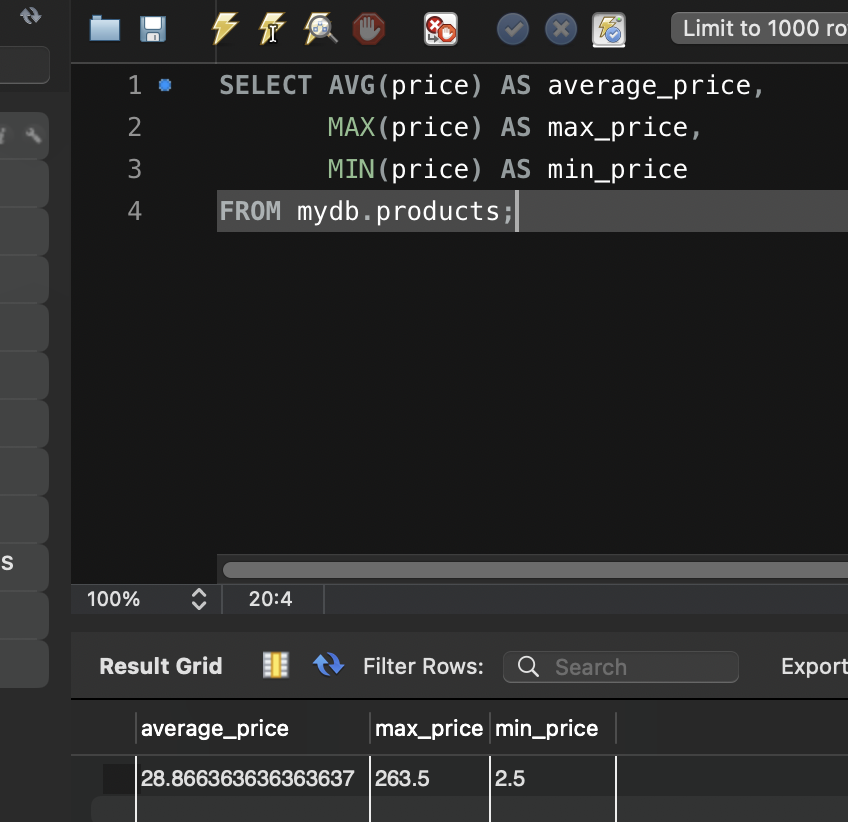 Limit to 1000 ro
1 SELECT AVG(price) AS average_price,
2 MAX(price) AS max_price,
3 MIN(price) AS min_price
4 FROM mydb.products;
s
100% 20:4
Result Grid Filter Rows: Search Export
average_price max_price min_price
28.866363636363637 263.5 2.5